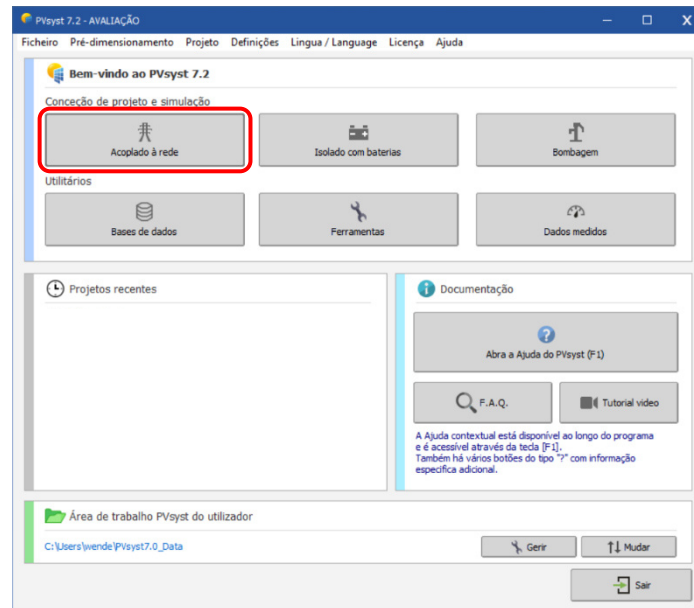 PVsyst 7.2 - AVALIAÇÃO
Ficheiro Pré-dimensionamento Projeto Definições Lingua / Language Licença Ajuda
Bem-vindo ao PVsyst 7.2
Conceção de projeto e simulação
Acoplado à rede
Isolado com baterias
Bombagem
Utilitários
Bases de dados
Ferramentas
Dados medidos
Projetos recentes
Documentação
Abra a Ajuda do PVsyst (F1)
F.A.Q.
Tutorial video
A Ajuda contextual está disponível ao longo do programa
e é acessível através da tecla [F1].
Também há vários botões do tipo "?" com informação
especifica adicional.
Área de trabalho PVsyst do utilizador
C:\Users\wende\PVsyst7.0_Data
Gerir
Mudar
Sair